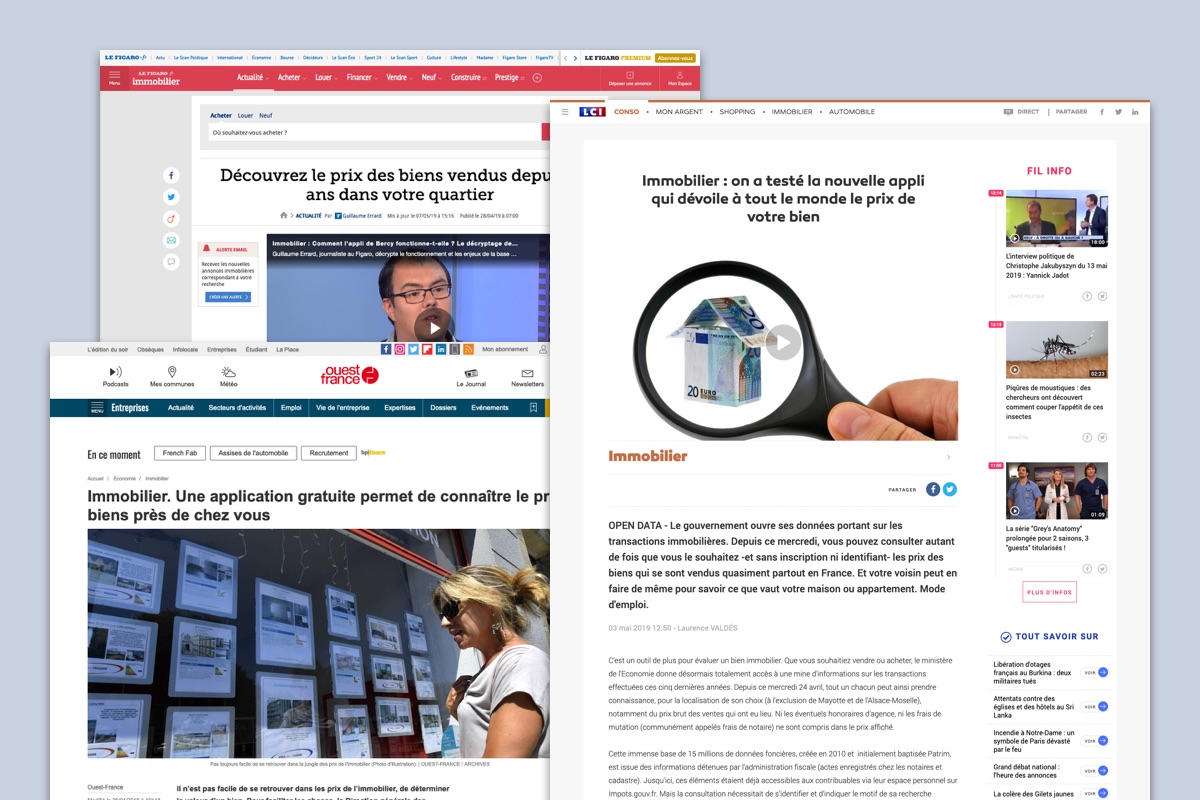 LE FIGARO·fr Actu Le Scan Politique International Économie Bourse Décideurs Le Scan Éco Sport 24 Le Scan Sport Culture Lifestyle Madame Figaro Store FigaroTV
LE FIGARO PREMIUM Abonnez-vous
Menu
LE FIGARO·fr
immobilier
Actualité Acheter Louer Financer Vendre Neuf Construire Prestige
Déposer une annonce
Mon Espace
Acheter Louer Neuf
Où souhaitez-vous acheter ?
Découvrez le prix des biens vendus depu
ans dans votre quartier
ACTUALITÉ Par Guillaume Errard Mis à jour le 07/05/19 à 15:16 Publié le 28/04/19 à 07:00
ALERTE EMAIL
Recevez les nouvelles
annonces immobilières
correspondant à votre
recherche
CRÉER UNE ALERTE
Immobilier : Comment l'appli de Bercy fonctionne-t-elle ? Le décryptage de...
Guillaume Errard, journaliste au Figaro, décrypte le fonctionnement et les enjeux de la base ...
L'édition du soir Obsèques Infolocale Entreprises Étudiant La Place
Mon abonnement
Podcasts
Mes communes
Météo
ouest
france
Le Journal
Newsletters
MENU
Entreprises Actualité Secteurs d'activités Emploi Vie de l'entreprise Expertises Dossiers Evénements
En ce moment French Fab Assises de l'automobile Recrutement bpifrance
Accueil / Économie / Immobilier
Immobilier. Une application gratuite permet de connaître le pr
biens près de chez vous
Pas toujours facile de se retrouver dans la jungle des prix de l'immobilier (Photo d'illustration). | OUEST-FRANCE / ARCHIVES
Ouest-France
Il n'est pas facile de se retrouver dans les prix de l'immobilier, de déterminer
LCI CONSO • MON ARGENT • SHOPPING • IMMOBILIER • AUTOMOBILE
DIRECT | PARTAGER
Immobilier : on a testé la nouvelle appli
qui dévoile à tout le monde le prix de
votre bien
20 EURO
Immobilier
PARTAGER
OPEN DATA - Le gouvernement ouvre ses données portant sur les
transactions immobilières. Depuis ce mercredi, vous pouvez consulter autant
de fois que vous le souhaitez -et sans inscription ni identifiant- les prix des
biens qui se sont vendus quasiment partout en France. Et votre voisin peut en
faire de même pour savoir ce que vaut votre maison ou appartement. Mode
d'emploi.
03 mai 2019 12:50 - Laurence VALDÉS
C'est un outil de plus pour évaluer un bien immobilier. Que vous souhaitiez vendre ou acheter, le ministère
de l'Economie donne désormais totalement accès à une mine d'informations sur les transactions
effectuées ces cinq dernières années. Depuis ce mercredi 24 avril, tout un chacun peut ainsi prendre
connaissance, pour la localisation de son choix (à l'exclusion de Mayotte et de l'Alsace-Moselle),
notamment du prix brut des ventes qui ont eu lieu. Ni les éventuels honoraires d'agence, ni les frais de
mutation (communément appelés frais de notaire) ne sont compris dans le prix affiché.
Cette immense base de 15 millions de données foncières, créée en 2010 et initialement baptisée Patrim,
est issue des informations détenues par l'administration fiscale (actes enregistrés chez les notaires et
cadastre). Jusqu'ici, ces éléments étaient déjà accessibles aux contribuables via leur espace personnel sur
Impots.gouv.fr. Mais la consultation nécessitait de s'identifier et d'indiquer le motif de sa recherche
FIL INFO
13:14
18:00
L'interview politique de
Christophe Jakubyszyn du 13 mai
2019 : Yannick Jadot
L'INVITÉ POLITIQUE
12:13
02:23
Piqûres de moustiques : des
chercheurs ont découvert
comment couper l'appétit de ces
insectes
BIEN-ÊTRE
11:58
01:09
La série "Grey's Anatomy"
prolongée pour 2 saisons, 3
"guests" titularisés !
PLUS D'INFOS
TOUT SAVOIR SUR
Libération d'otages
français au Burkina : deux
militaires tués
VOIR
Attentats contre des
églises et des hôtels au Sri
Lanka
VOIR
Incendie à Notre-Dame : un
symbole de Paris dévasté
par le feu
VOIR
Grand débat national :
l'heure des annonces
VOIR
La colère des Gilets jaunes
VOIR